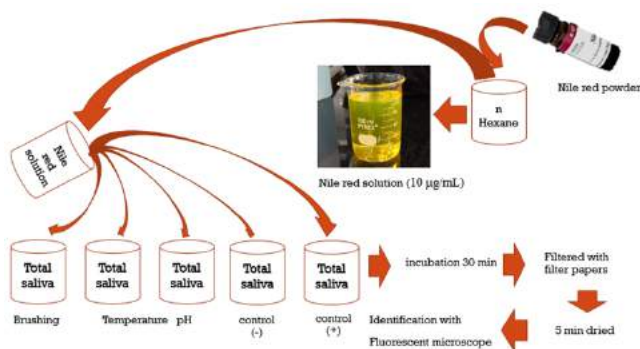 Nile red powder
n
Hexane
Nile
red
solution
Nile red solution (10 µg/mL)
Total
saliva
Total
saliva
Total
saliva
Total
saliva
Total
saliva
Brushing
Temperature
pH
control
(-)
control
(+)
incubation 30 min
Filtered with
filter papers
5 min dried
Identification with
Fluorescent microscope